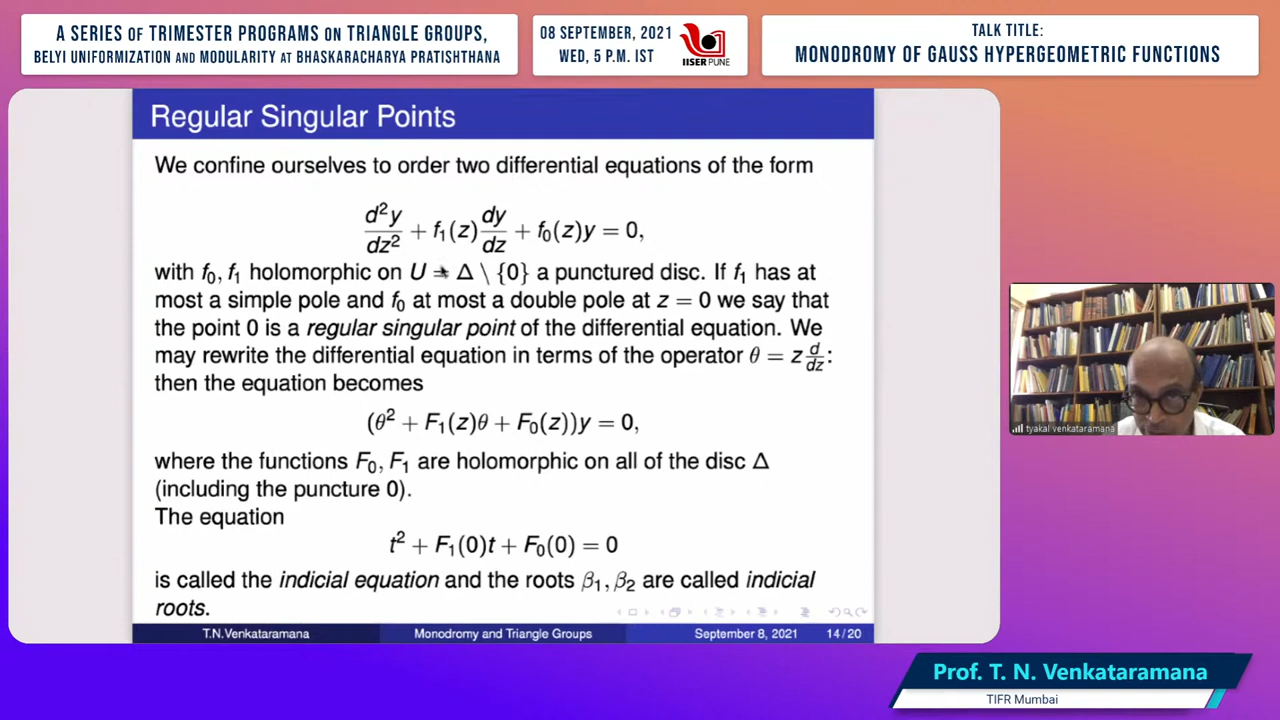 A SERIES OF TRIMESTER PROGRAMS ON TRIANGLE GROUPS,
BELYI UNIFORMIZATION AND MODULARITY AT BHASKARACHARYA PRATISHTHANA
08 SEPTEMBER, 2021
WED, 5 P.M. IST
IISER PUNE
TALK TITLE:
MONODROMY OF GAUSS HYPERGEOMETRIC FUNCTIONS
Regular Singular Points
We confine ourselves to order two differential equations of the form
d²y/dz² + f₁(z) dy/dz + f₀(z)y = 0,
with f₀, f₁ holomorphic on U = Δ \ {0} a punctured disc. If f₁ has at
most a simple pole and f₀ at most a double pole at z = 0 we say that
the point 0 is a regular singular point of the differential equation. We
may rewrite the differential equation in terms of the operator θ = z d/dz:
then the equation becomes
(θ² + F₁(z)θ + F₀(z))y = 0,
where the functions F₀, F₁ are holomorphic on all of the disc Δ
(including the puncture 0).
The equation
t² + F₁(0)t + F₀(0) = 0
is called the indicial equation and the roots β₁, β₂ are called indicial
roots.
T.N.Venkataramana Monodromy and Triangle Groups September 8, 2021 14/20
tyakal venkataramana
Prof. T. N. Venkataramana
TIFR Mumbai